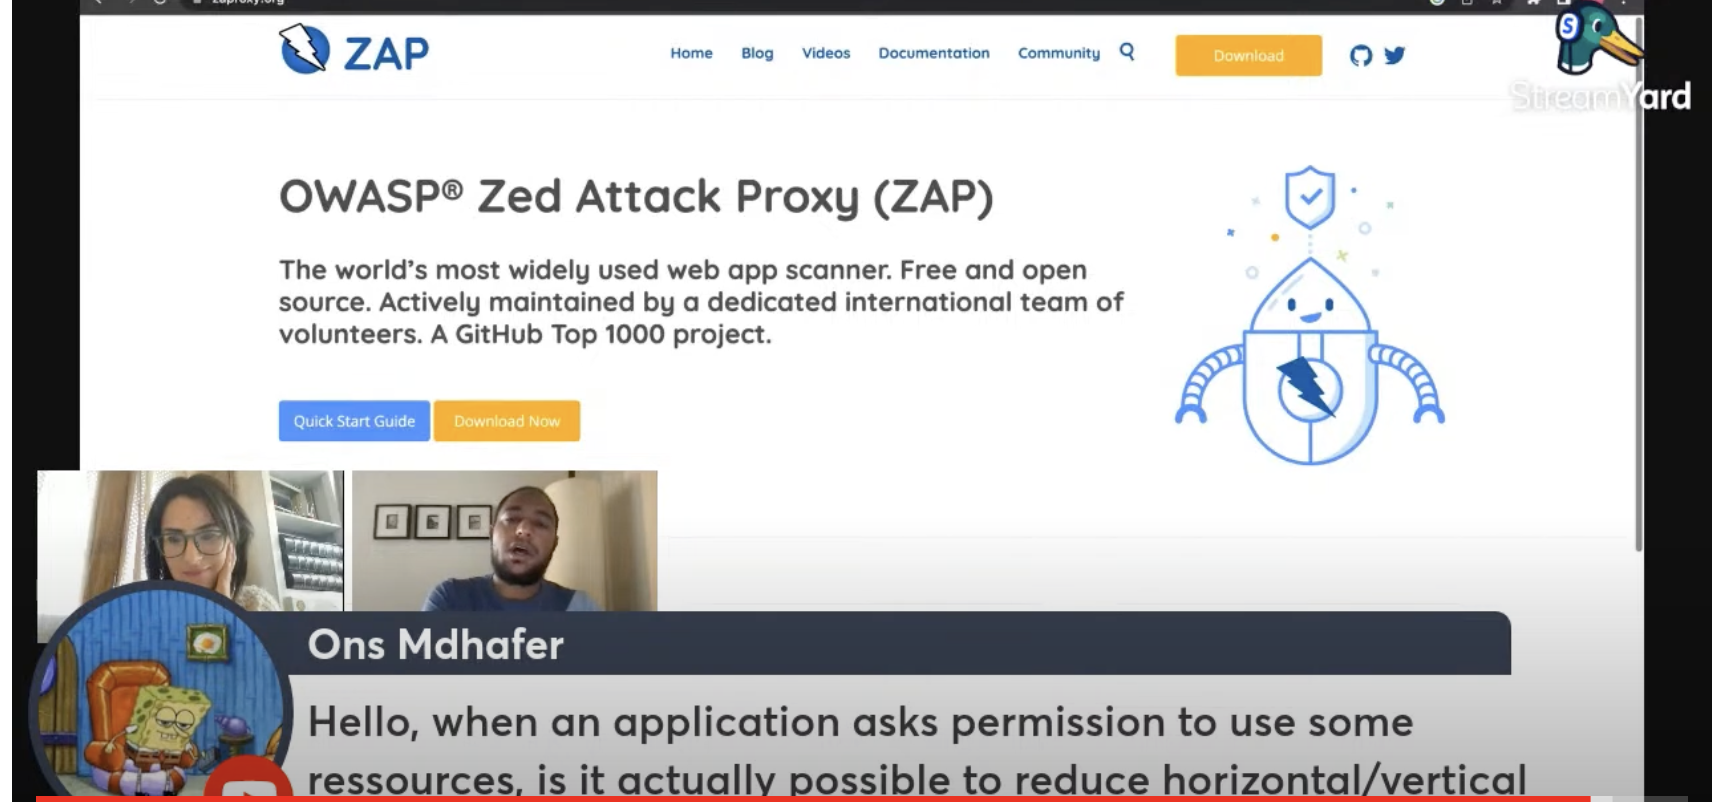 zaproxy.org
ZAP
Home Blog Videos Documentation Community Download
StreamYard
OWASP® Zed Attack Proxy (ZAP)
The world's most widely used web app scanner. Free and open
source. Actively maintained by a dedicated international team of
volunteers. A GitHub Top 1000 project.
Quick Start Guide Download Now
Ons Mdhafer
Hello, when an application asks permission to use some
ressources, is it actually possible to reduce horizontal/vertical